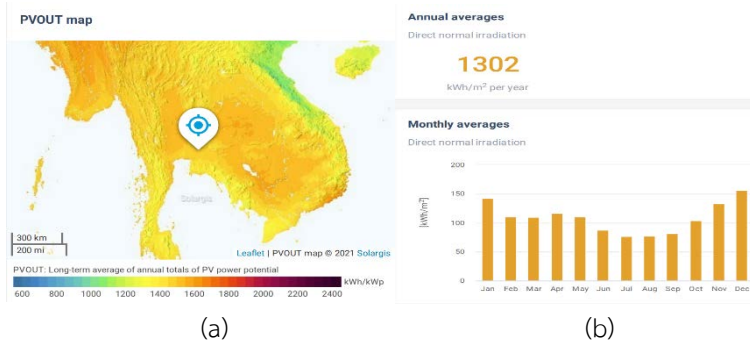 PVOUT map
Solargis
300 km
200 mi
Leaflet | PVOUT map © 2021 Solargis
PVOUT: Long-term average of annual totals of PV power potential
kWh/kWp
600 800 1000 1200 1400 1600 1800 2000 2200 2400
(a)
Annual averages
Direct normal irradiation
1302
kWh/m² per year
Monthly averages
Direct normal irradiation
200
150
100
50
0
[kWh/m²]
Jan Feb Mar Apr May Jun Jul Aug Sep Oct Nov Dec
(b)